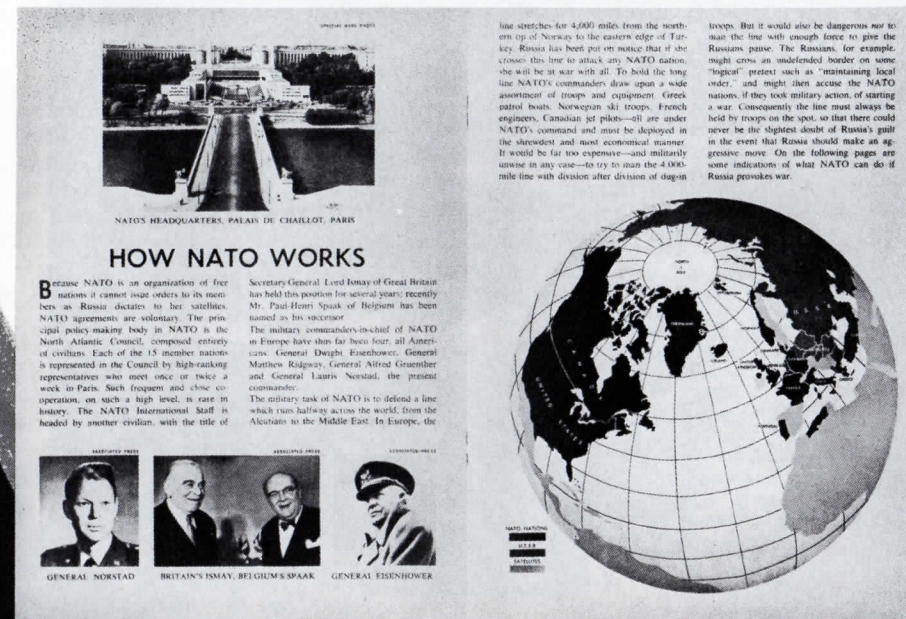 SPECIAL NATO PHOTO
NATO'S HEADQUARTERS, PALAIS DE CHAILLOT, PARIS
HOW NATO WORKS
Because NATO is an organization of free
nations it cannot issue orders to its mem-
bers as Russia dictates to her satellites.
NATO agreements are voluntary. The prin-
cipal policy-making body in NATO is the
North Atlantic Council, composed entirely
of civilians. Each of the 15 member nations
is represented in the Council by high-ranking
representatives who meet once or twice a
week in Paris. Such frequent and close co-
operation, on such a high level, is rare in
history. The NATO International Staff is
headed by another civilian, with the title of
Secretary General. Lord Ismay of Great Britain
has held this position for several years; recently
Mr. Paul-Henri Spaak of Belgium has been
named as his successor
The military commanders-in-chief of NATO
in Europe have thus far been four, all Ameri-
cans: General Dwight Eisenhower, General
Matthew Ridgway, General Alfred Gruenther
and General Lauris Norstad, the present
commander.
The military task of NATO is to defend a line
which runs halfway across the world, from the
Aleutians to the Middle East. In Europe, the
ASSOCIATED PRESS
ASSOCIATED PRESS
ASSOCIATED PRESS
GENERAL NORSTAD
BRITAIN'S ISMAY, BELGIUM'S SPAAK
GENERAL EISENHOWER
line stretches for 4,000 miles from the north-
ern tip of Norway to the eastern edge of Tur-
key. Russia has been put on notice that if she
crosses this line to attack any NATO nation,
she will be at war with all. To hold the long
line NATO's commanders draw upon a wide
assortment of troops and equipment. Greek
patrol boats, Norwegian ski troops, French
engineers, Canadian jet pilots—all are under
NATO's command and must be deployed in
the shrewdest and most economical manner.
It would be far too expensive—and militarily
unwise in any case—to try to man the 4,000-
mile line with division after division of dug-in
troops. But it would also be dangerous not to
man the line with enough force to give the
Russians pause. The Russians, for example,
might cross an undefended border on some
"logical" pretext such as "maintaining local
order," and might then accuse the NATO
nations, if they took military action, of starting
a war. Consequently the line must always be
held by troops on the spot, so that there could
never be the slightest doubt of Russia's guilt
in the event that Russia should make an ag-
gressive move. On the following pages are
some indications of what NATO can do if
Russia provokes war.
NORTH
POLE
GREENLAND
ICELAND
UNITED
PORTUGAL
NATO NATIONS
U.S.S.R.
SATELLITES